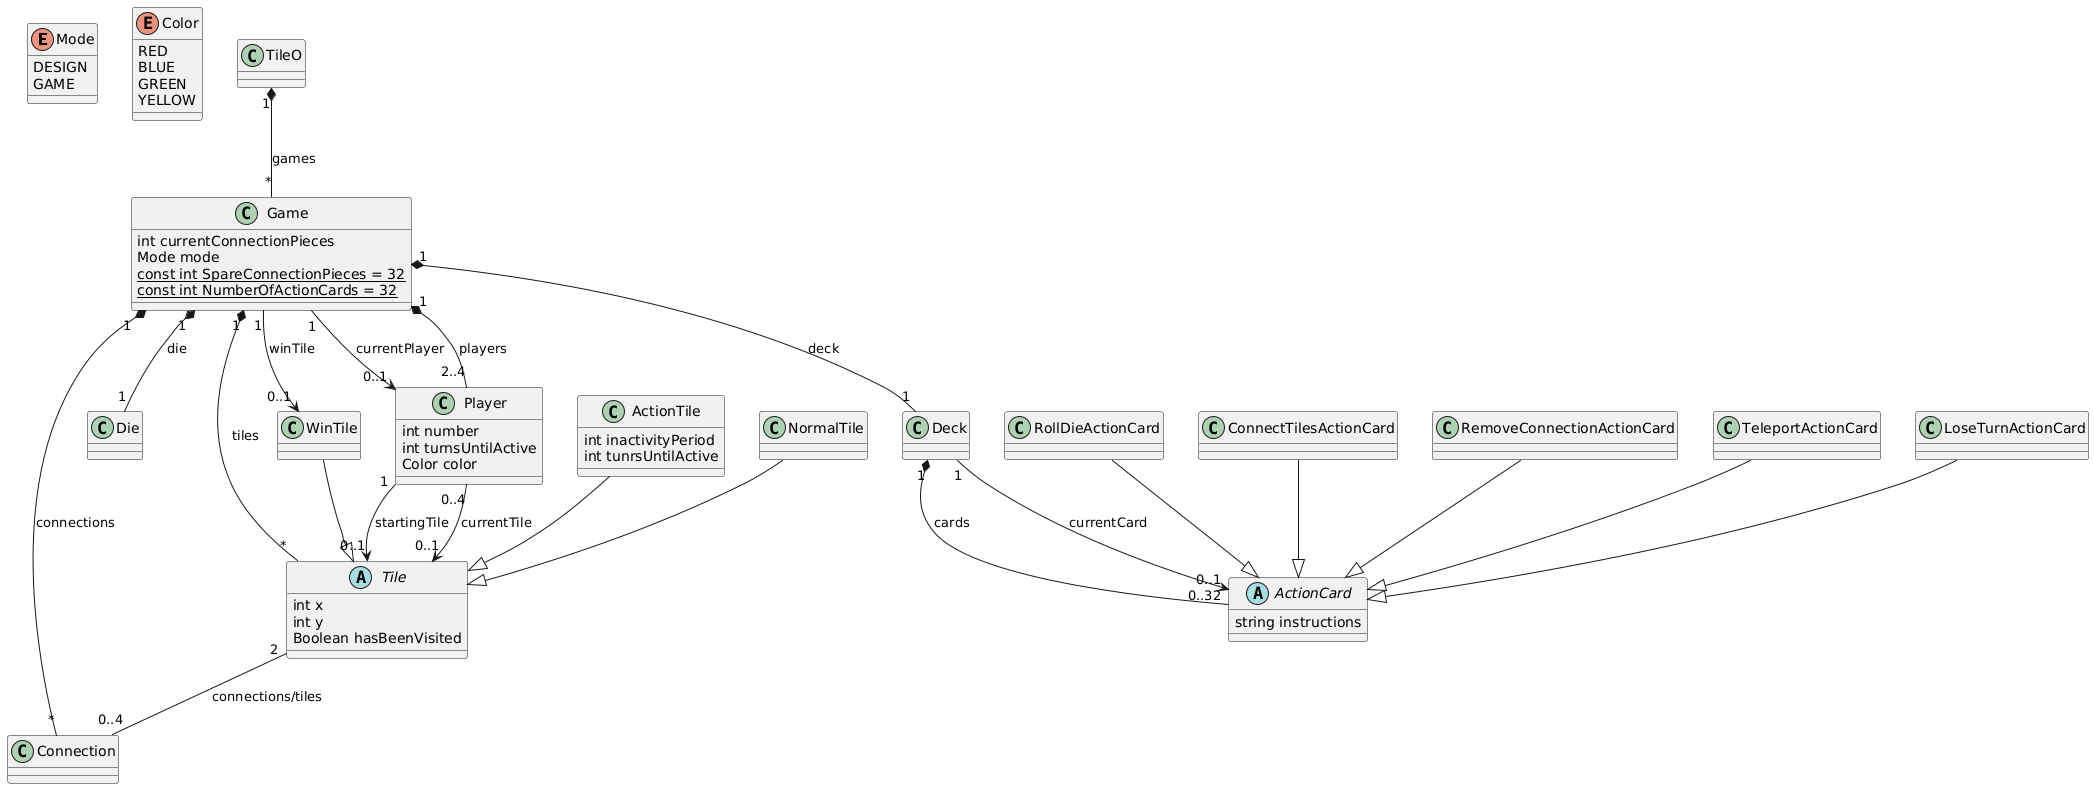 E Mode
DESIGN
GAME
E Color
RED
BLUE
GREEN
YELLOW
C TileO
1
games
*
C Game
int currentConnectionPieces
Mode mode
const int SpareConnectionPieces = 32
const int NumberOfActionCards = 32
1
1
1
1
1
1
1
connections
die
tiles
winTile
currentPlayer
players
deck
1
0..1
0..1
2..4
1
C Die
C WinTile
C Player
int number
int turnsUntilActive
Color color
C ActionTile
int inactivityPeriod
int tunrsUntilActive
C NormalTile
C Deck
C RollDieActionCard
C ConnectTilesActionCard
C RemoveConnectionActionCard
C TeleportActionCard
C LoseTurnActionCard
1
0..4
1
1
startingTile
currentTile
cards
currentCard
*
0..1
0..1
0..1
0..32
A Tile
int x
int y
Boolean hasBeenVisited
A ActionCard
string instructions
2
connections/tiles
*
0..4
C Connection